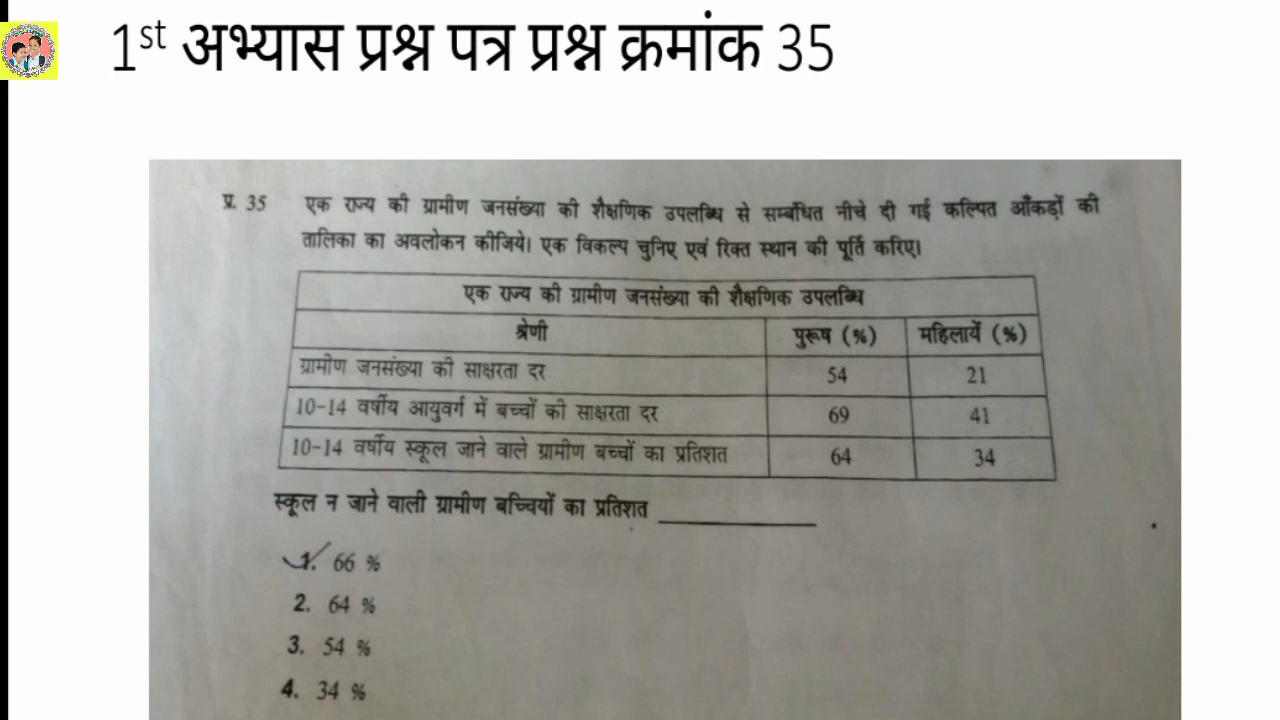 1st अभ्यास प्रश्न पत्र प्रश्न क्रमांक 35
प्र. 35 एक राज्य की ग्रामीण जनसंख्या की शैक्षणिक उपलब्धि से सम्बंधित नीचे दी गई कल्पित आँकड़ों की
तालिका का अवलोकन कीजिये। एक विकल्प चुनिए एवं रिक्त स्थान की पूर्ति करिए।
एक राज्य की ग्रामीण जनसंख्या की शैक्षणिक उपलब्धि
श्रेणी पुरूष (%) महिलायें (%)
ग्रामीण जनसंख्या की साक्षरता दर 54 21
10-14 वर्षीय आयुवर्ग में बच्चों की साक्षरता दर 69 41
10-14 वर्षीय स्कूल जाने वाले ग्रामीण बच्चों का प्रतिशत 64 34
स्कूल न जाने वाली ग्रामीण बच्चियों का प्रतिशत ____________
1. 66 %
2. 64 %
3. 54 %
4. 34 %